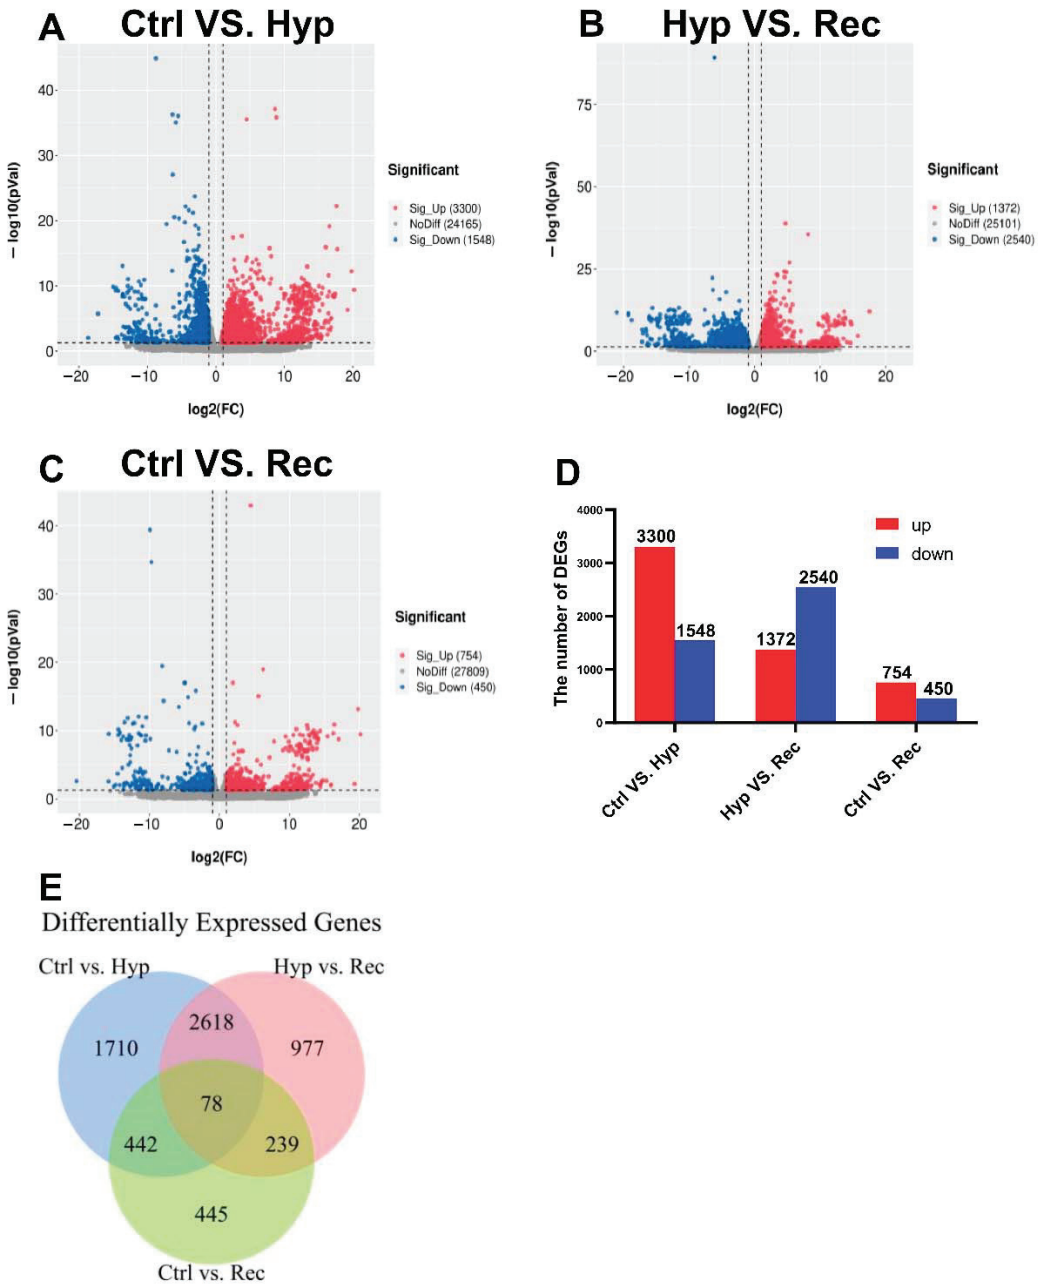 A
Ctrl VS. Hyp
− log10(pVal)
40
30
20
10
0
−20
−10
0
10
20
log2(FC)
Significant
Sig_Up (3300)
NoDiff (24165)
Sig_Down (1548)
B
Hyp VS. Rec
− log10(pVal)
75
50
25
0
−20
−10
0
10
20
log2(FC)
Significant
Sig_Up (1372)
NoDiff (25101)
Sig_Down (2540)
C
Ctrl VS. Rec
−log10(pVal)
40
30
20
10
0
−20
−10
0
10
20
log2(FC)
Significant
Sig_Up (754)
NoDiff (27809)
Sig_Down (450)
D
The number of DEGs
4000
3000
2000
1000
0
up
down
3300
1548
1372
2540
754
450
Ctrl VS. Hyp
Hyp VS. Rec
Ctrl VS. Rec
E
Differentially Expressed Genes
Ctrl vs. Hyp
Hyp vs. Rec
2618
1710
977
78
442
239
445
Ctrl vs. Rec